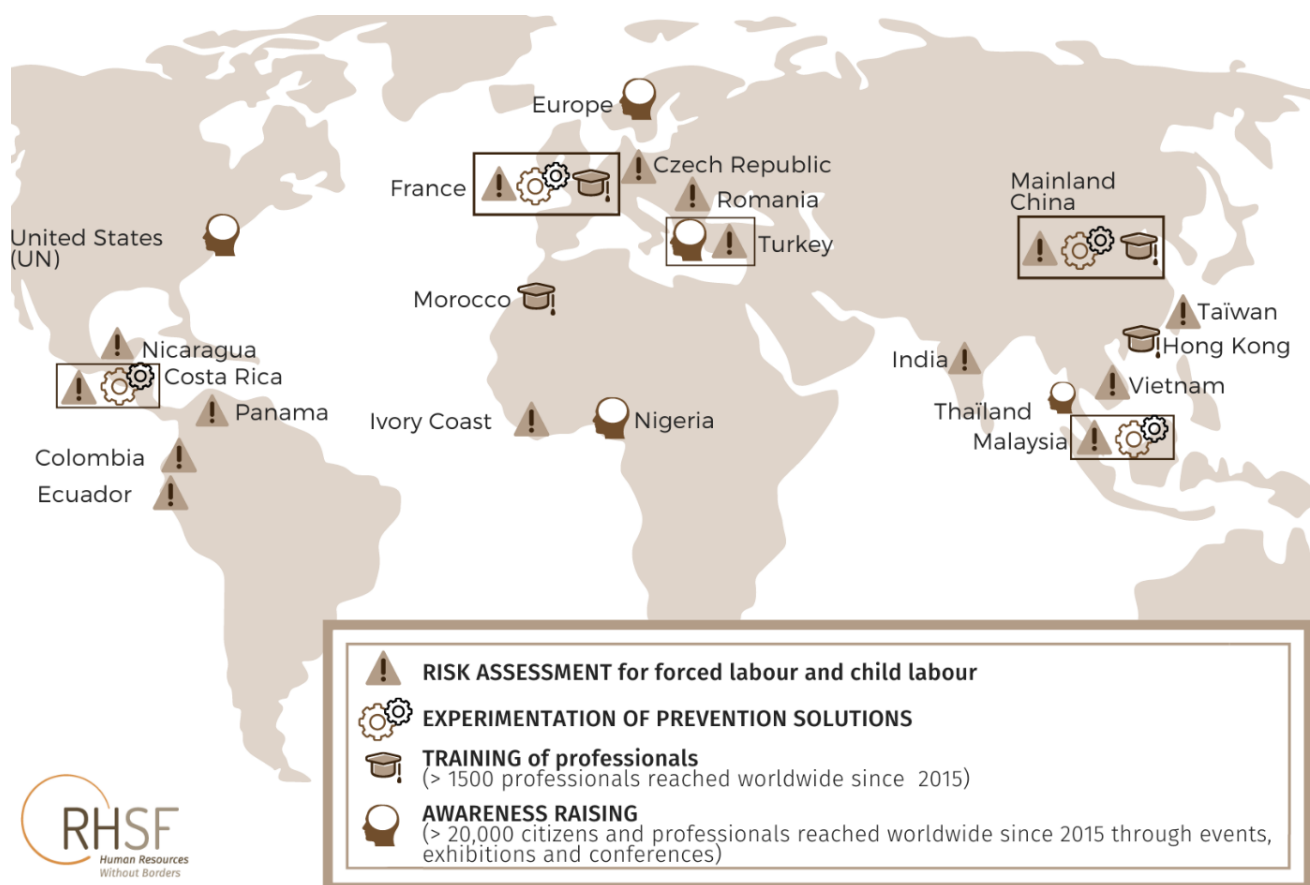 Europe
France
Czech Republic
Romania
Turkey
Mainland
China
United States
(UN)
Morocco
Taïwan
Hong Kong
Nicaragua
Costa Rica
Panama
India
Vietnam
Thaïland
Malaysia
Ivory Coast
Nigeria
Colombia
Ecuador
RISK ASSESSMENT for forced labour and child labour
EXPERIMENTATION OF PREVENTION SOLUTIONS
TRAINING of professionals
(> 1500 professionals reached worldwide since 2015)
AWARENESS RAISING
(> 20,000 citizens and professionals reached worldwide since 2015 through events,
exhibitions and conferences)
RHSF
Human Resources
Without Borders